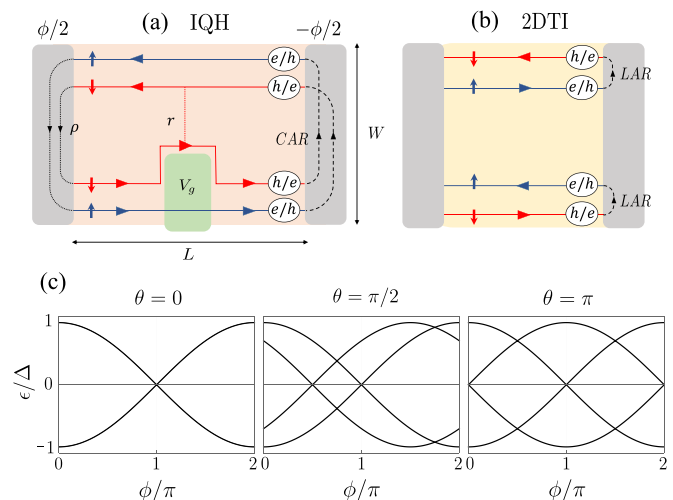 (a) IQH
ϕ/2
−ϕ/2
e/h
h/e
ρ
r
CAR
W
V_g
h/e
e/h
L
(b) 2DTI
h/e
e/h
LAR
e/h
h/e
LAR
(c)
θ = 0
θ = π/2
θ = π
ϵ/Δ
1
0
−1
0 1 2
0 1 2
0 1 2
ϕ/π
ϕ/π
ϕ/π